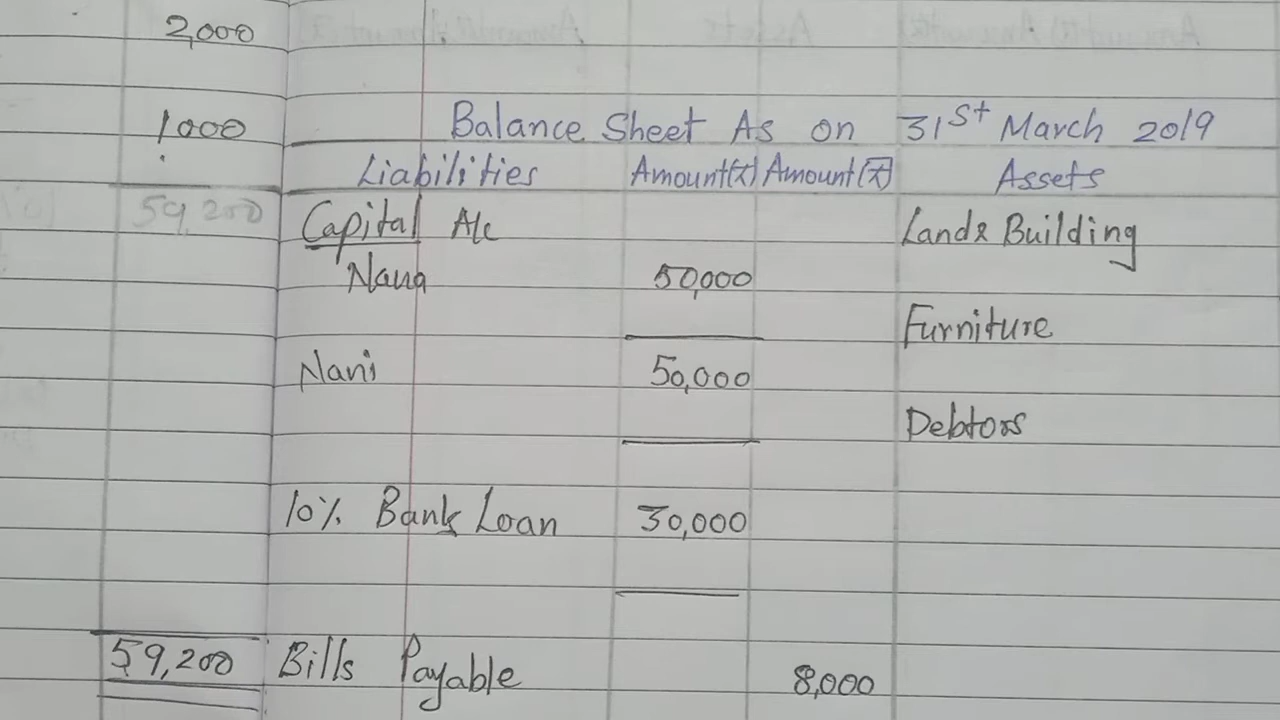 2,000
1000
59,200
Balance Sheet As on 31st March 2019
Liabilities Amount(₹) Amount(₹) Assets
Capital A/c Land & Building
Nana 50,000
Furniture
Nani 50,000
Debtors
10% Bank Loan 30,000
59,200 Bills Payable 8,000